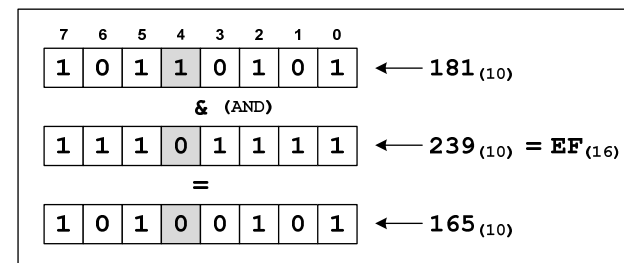 7 6 5 4 3 2 1 0
1 0 1 1 0 1 0 1 ← 181(10)
& (AND)
1 1 1 0 1 1 1 1 ← 239(10) = EF(16)
=
1 0 1 0 0 1 0 1 ← 165(10)